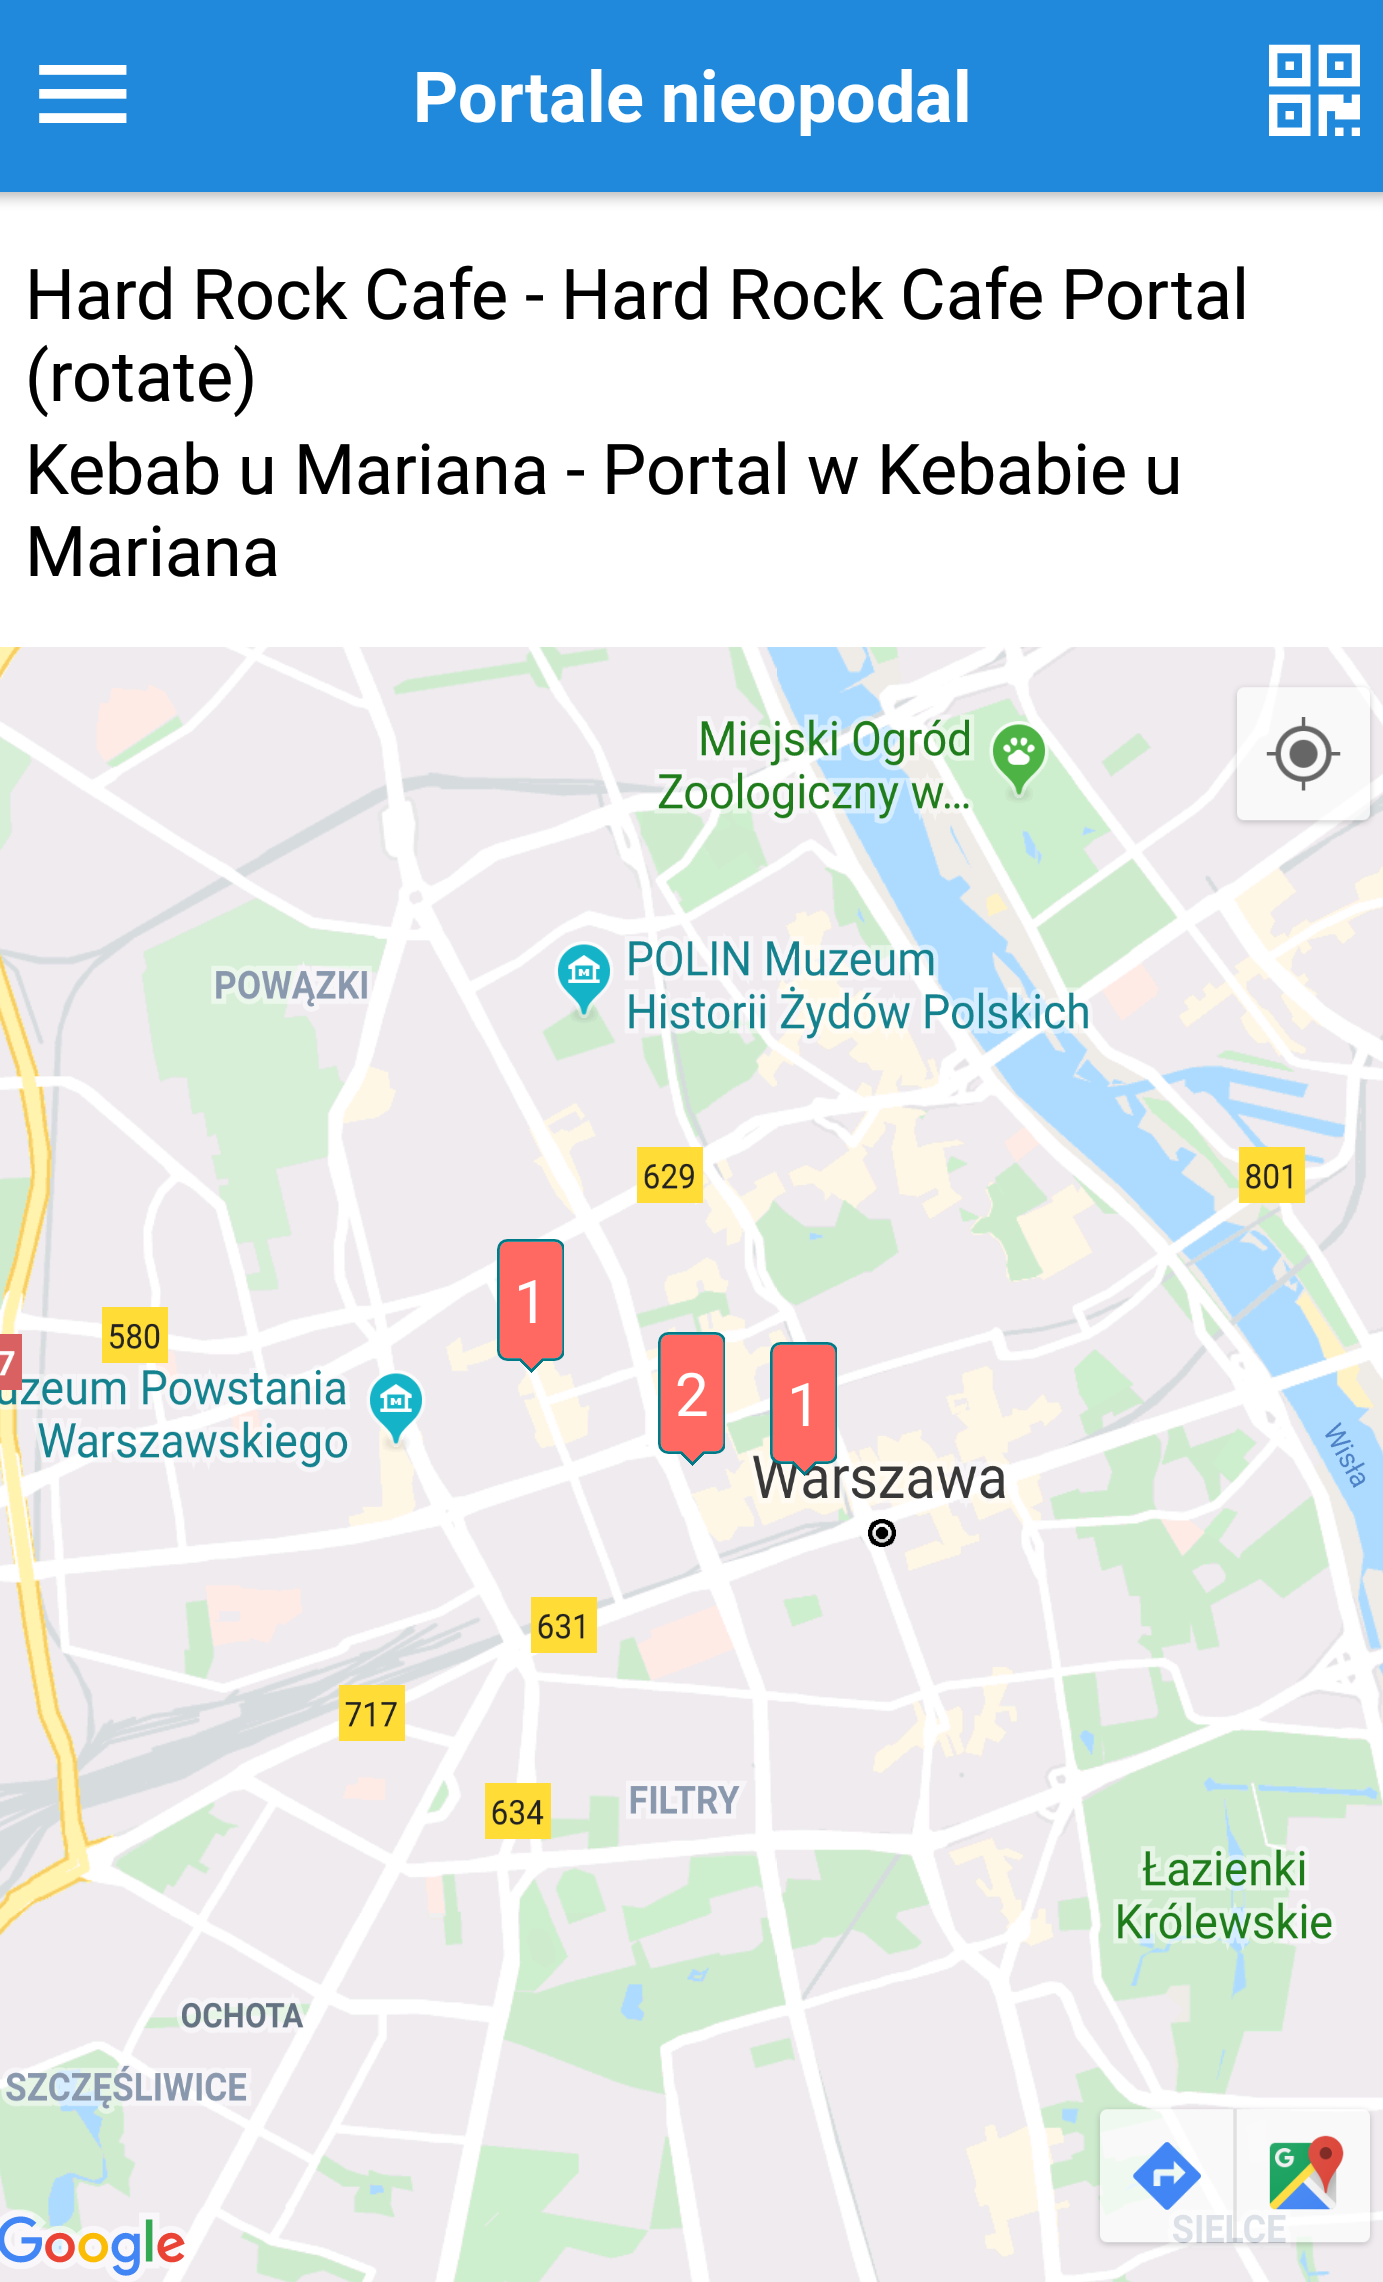 Portale nieopodal
Hard Rock Cafe - Hard Rock Cafe Portal
(rotate)
Kebab u Mariana - Portal w Kebabie u
Mariana
Miejski Ogród
Zoologiczny w...
POWĄZKI
POLIN Muzeum
Historii Żydów Polskich
629
801
1
580
7
uzeum Powstania
Warszawskiego
2
1
Warszawa
Wisła
631
717
FILTRY
634
Łazienki
Królewskie
OCHOTA
SZCZĘŚLIWICE
G
SIELCE
Google